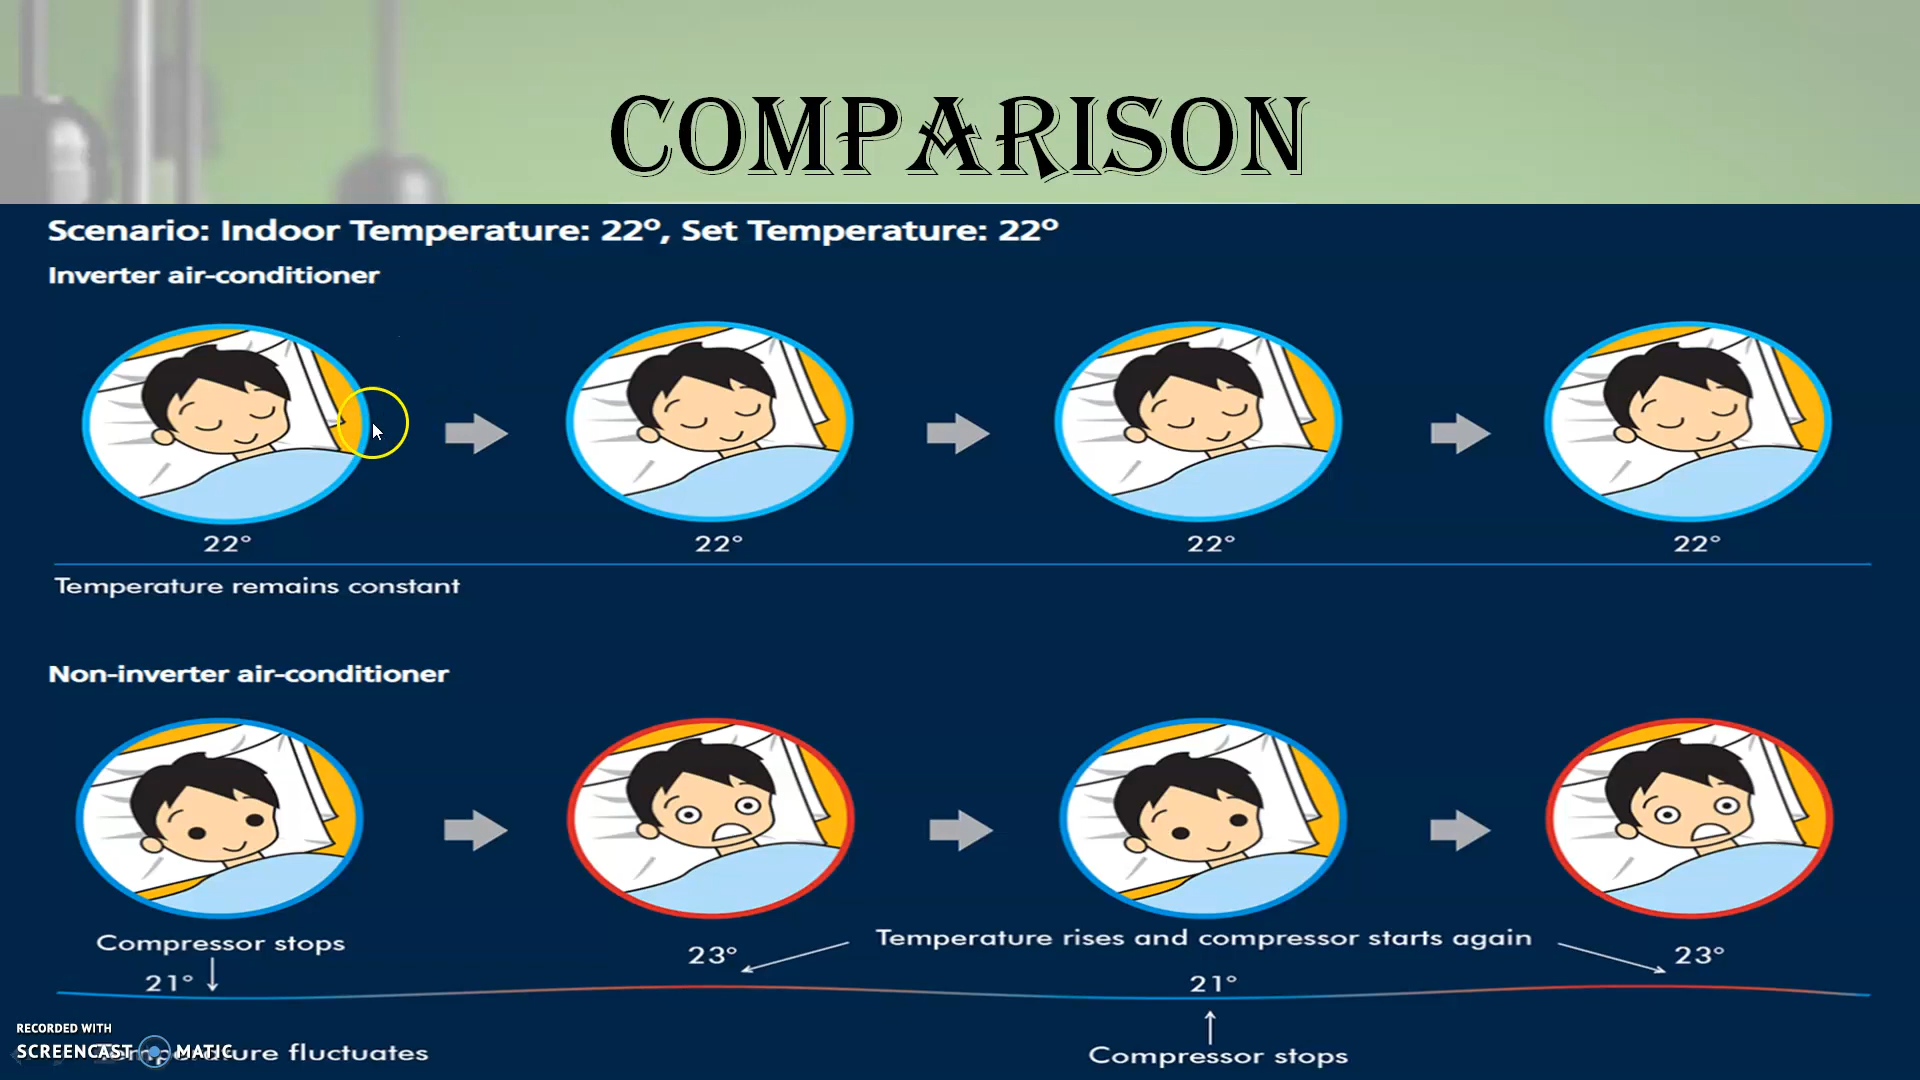 COMPARISON
Scenario: Indoor Temperature: 22°, Set Temperature: 22°
Inverter air-conditioner
22° 22° 22° 22°
Temperature remains constant
Non-inverter air-conditioner
Compressor stops
Temperature rises and compressor starts again
23° 23°
21° 21°
RECORDED WITH
SCREENCAST MATIC
Temperature fluctuates
Compressor stops